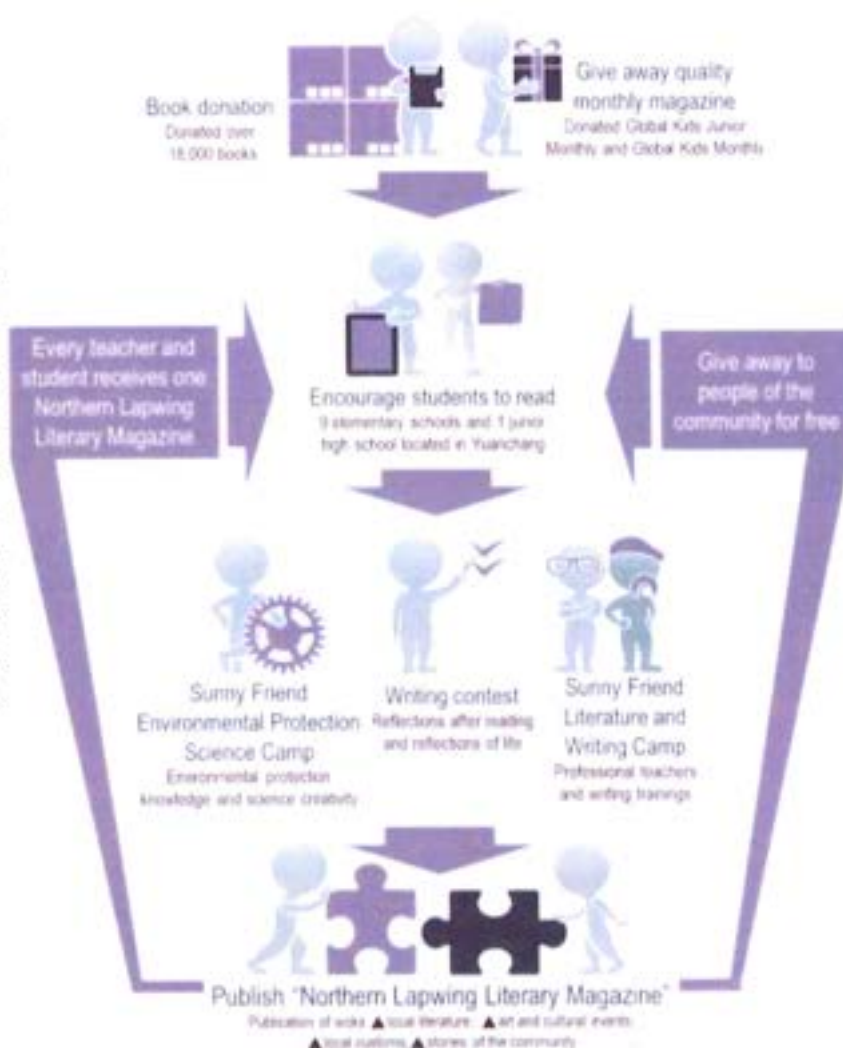 Book donation
Donated over
18,000 books
Give away quality
monthly magazine
Donated Global Kids Junior
Monthly and Global Kids Monthly
Every teacher and
student receives one
Northern Lapwing
Literary Magazine
Encourage students to read
9 elementary schools and 1 junior
high school located in Yuanchang
Give away to
people of the
community for free
Sunny Friend
Environmental Protection
Science Camp
Environmental protection
knowledge and science creativity
Writing contest
Reflections after reading
and reflections of life
Sunny Friend
Literature and
Writing Camp
Professional teachers
and writing trainings
Publish "Northern Lapwing Literary Magazine"
Publication of works ▲ local literature ▲ art and cultural events
▲ local customs ▲ stories of the community